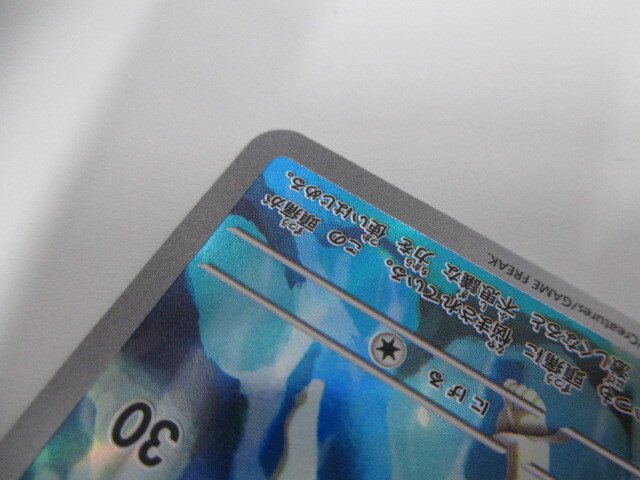 30
にげる
つも 頭痛に 悩まされている。 この 頭痛が
激しくなると 不思議な 力を 使いはじめる。
Creatures/GAME FREAK.